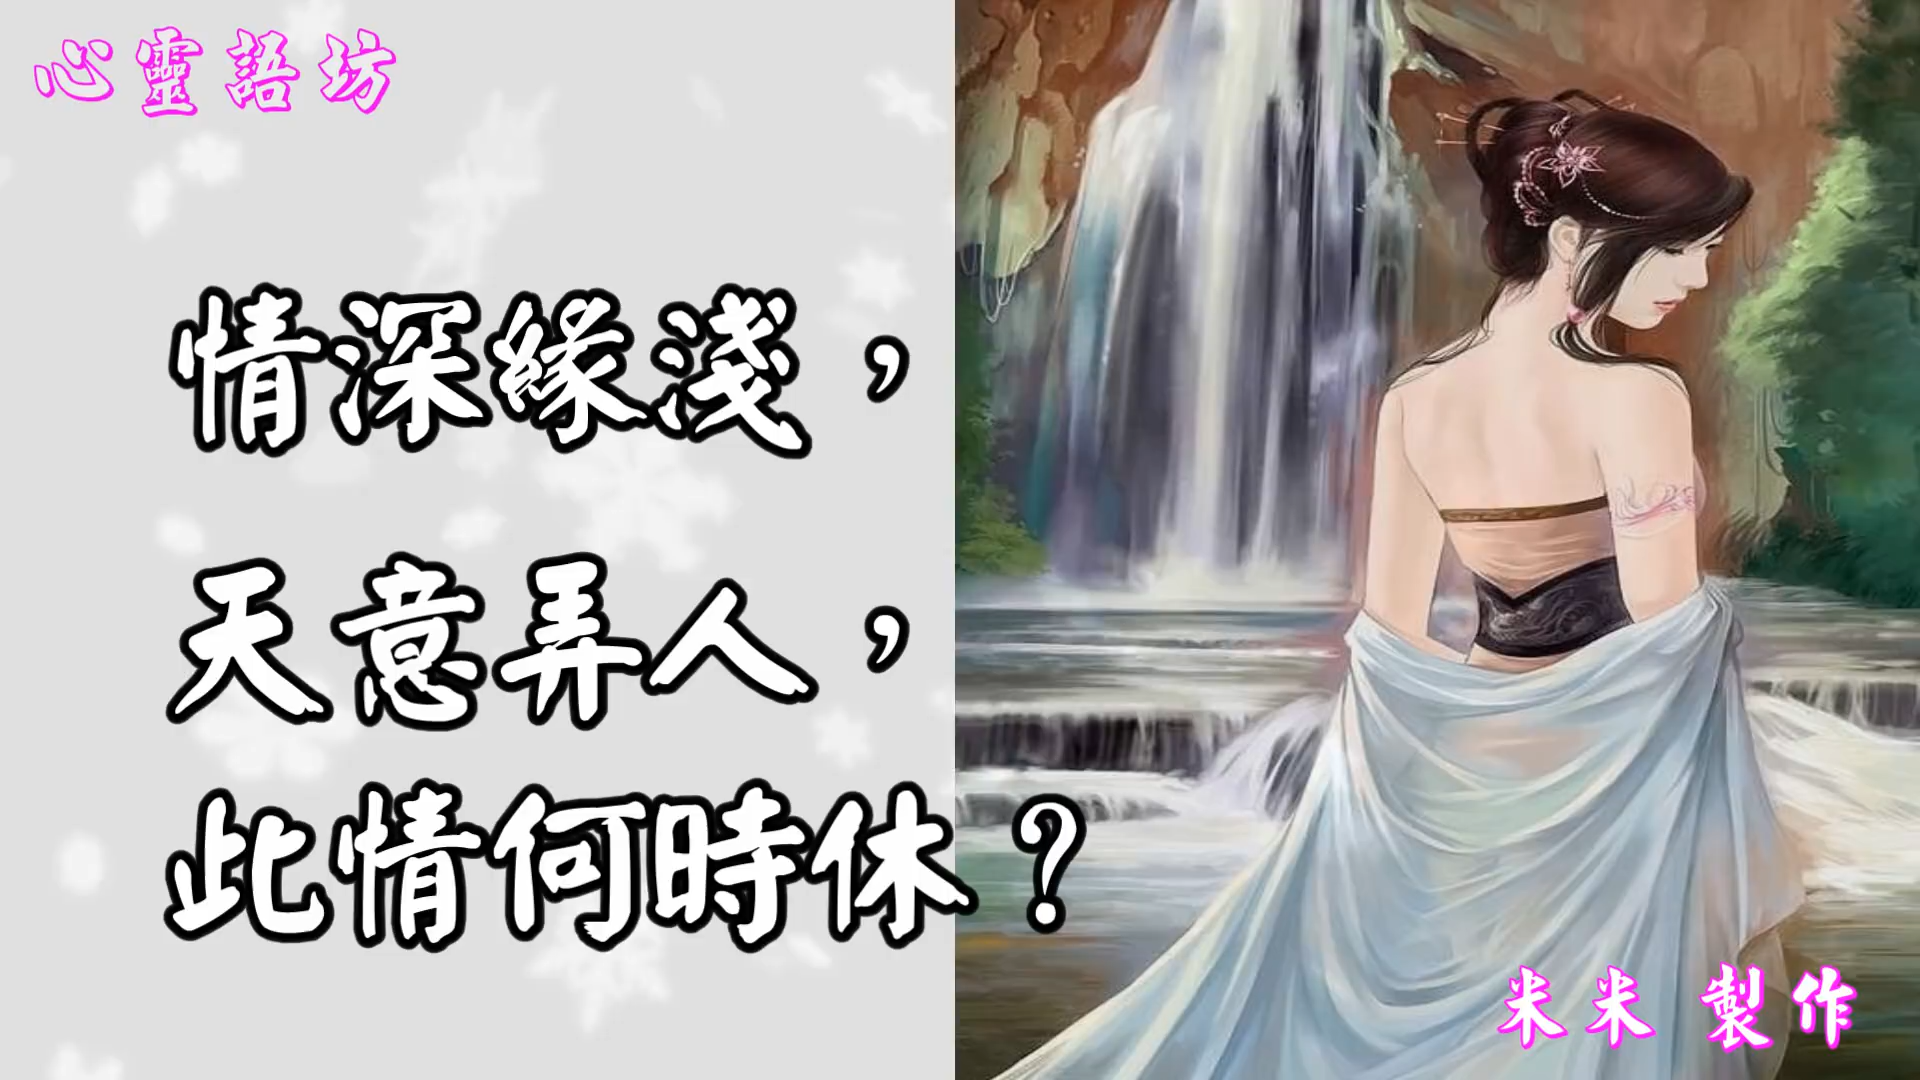 心靈語坊
情深緣淺，
天意弄人，
此情何時休？
米米 製作